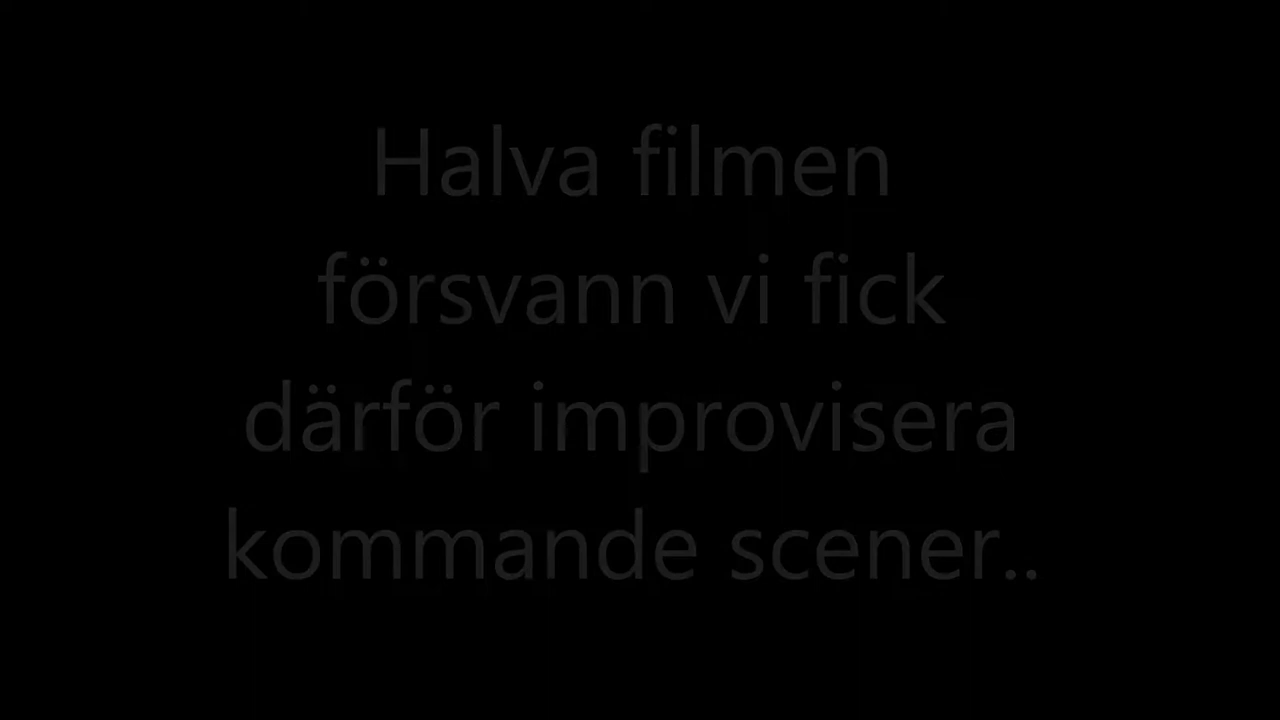 Halva filmen
försvann vi fick
därför improvisera
kommande scener..